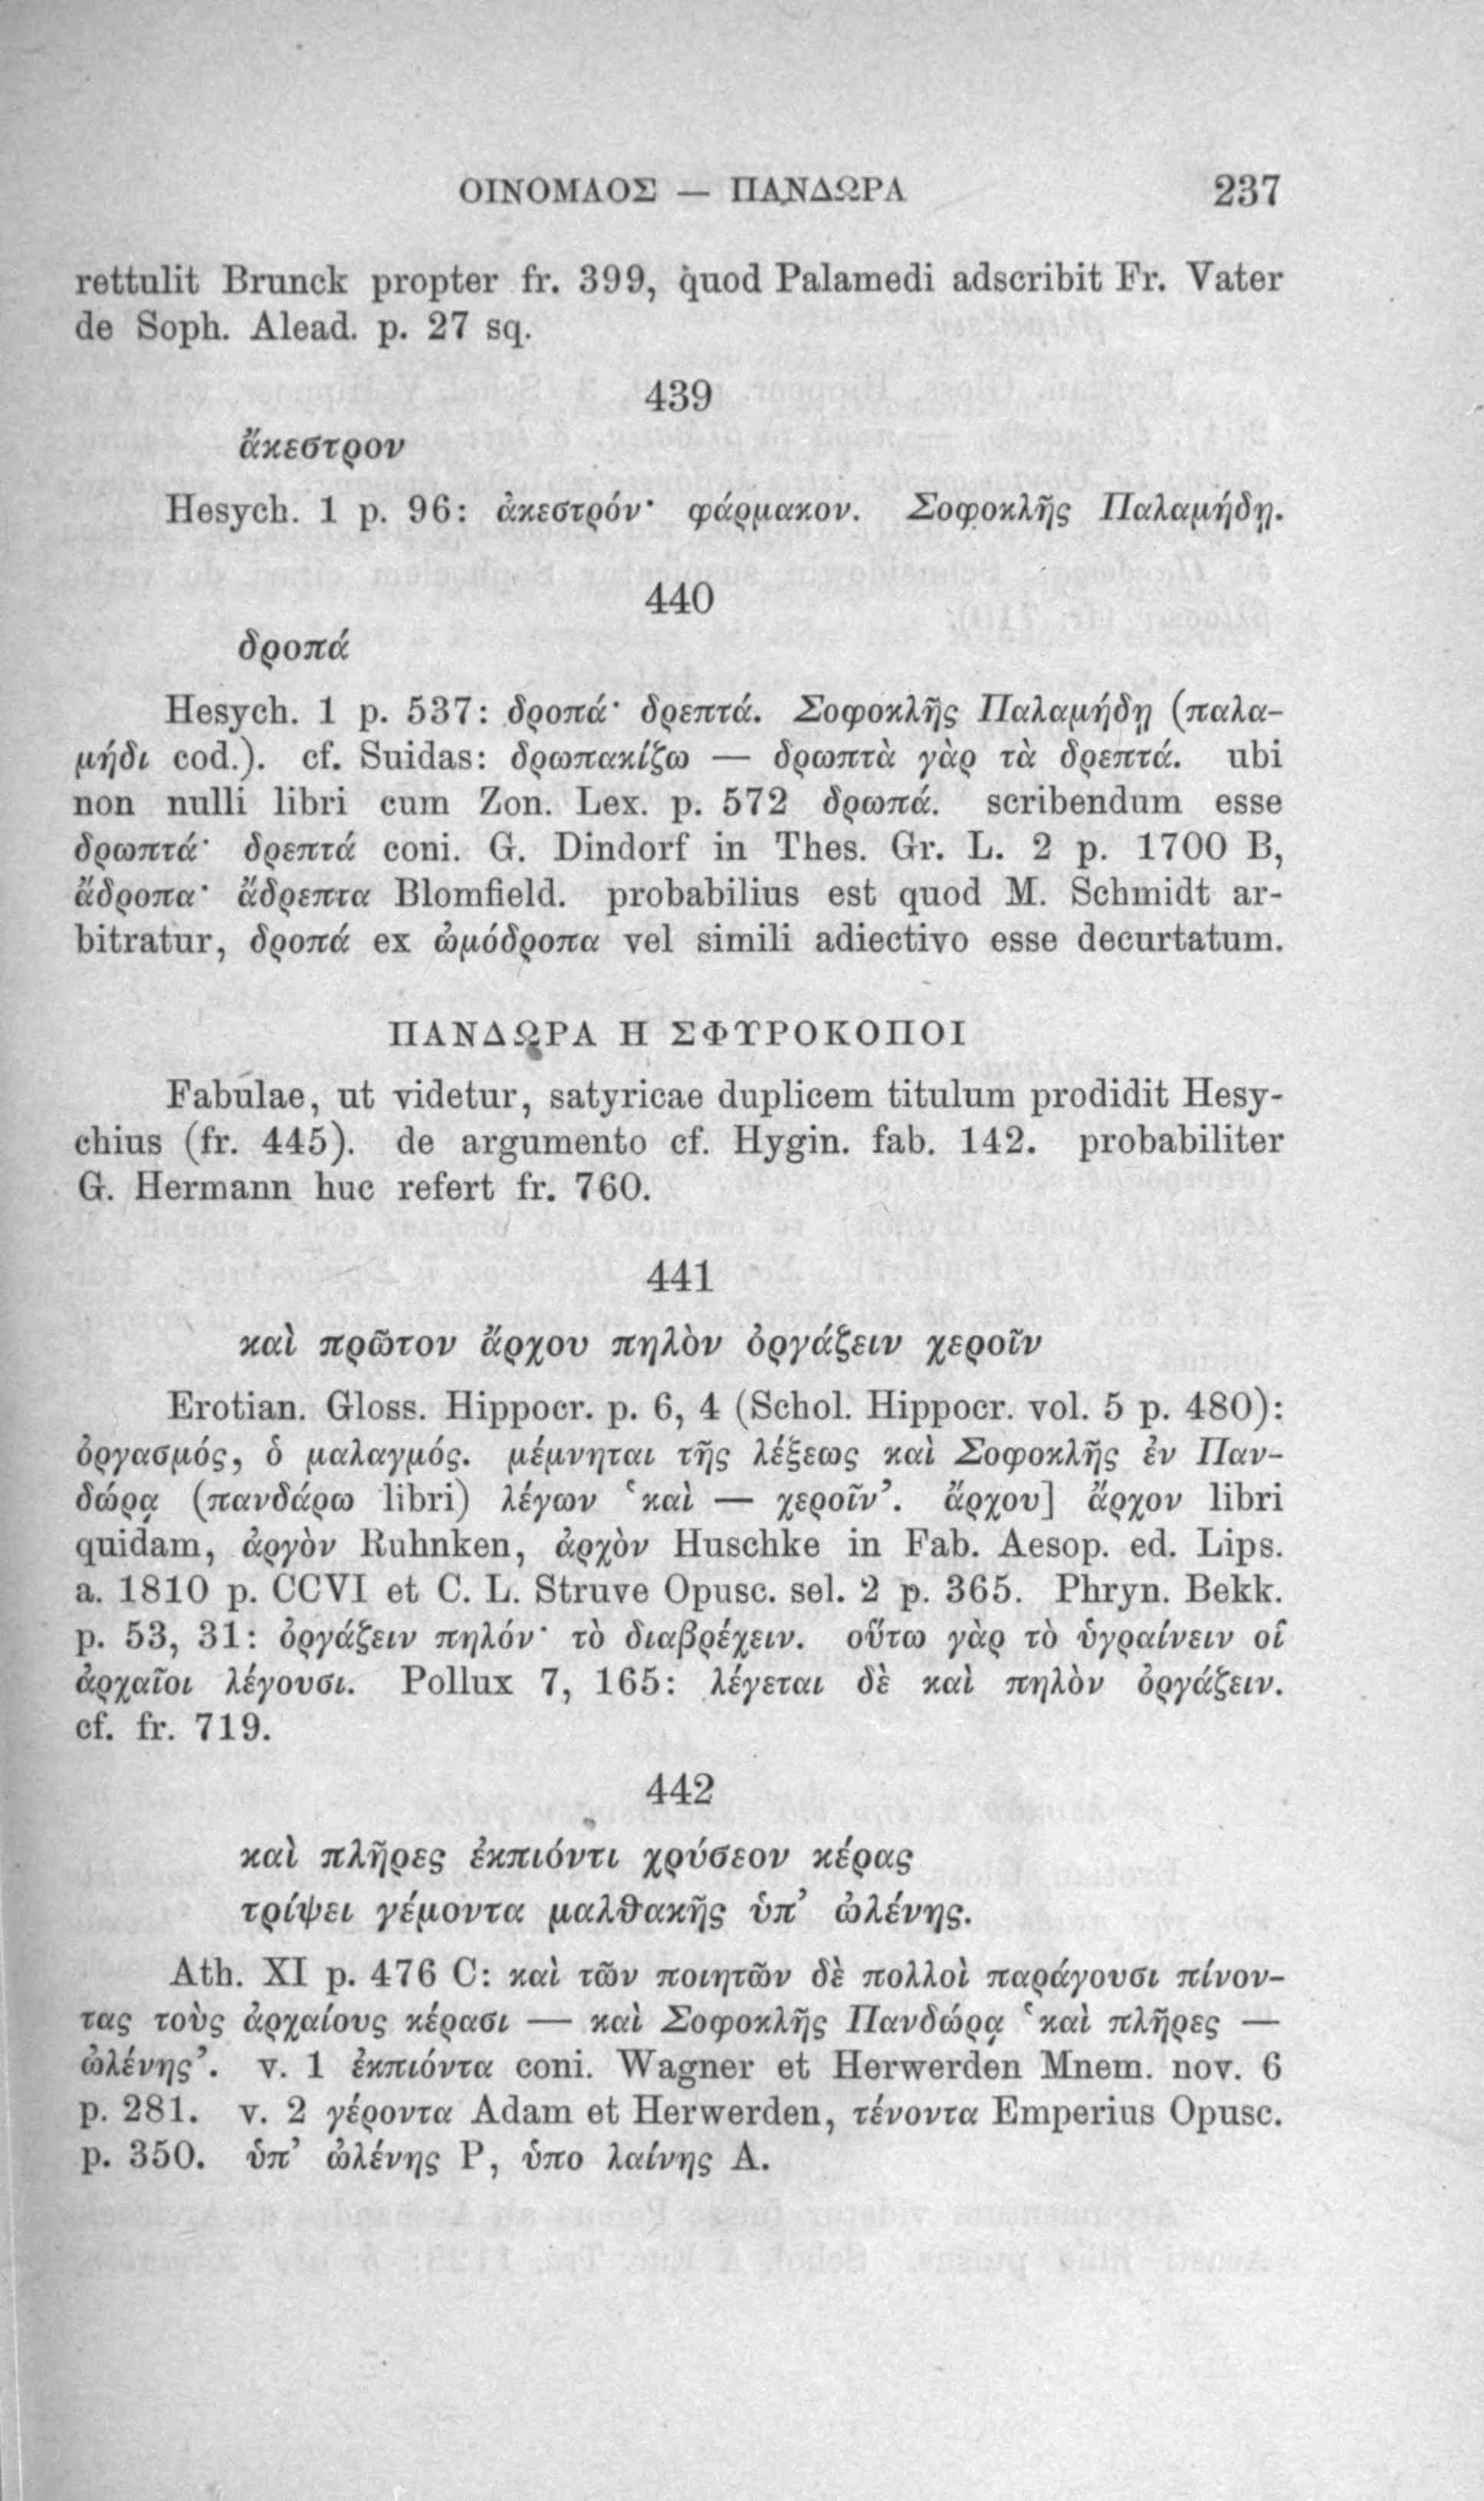 ΟΙΝΟΜΑΟΣ — ΠΑΝΔΩΡΑ 237
rettulit Brunck propter fr. 399, quod Palamedi adscribit Fr. Vater
de Soph. Alead. p. 27 sq.
439
ἄκεστρον
Hesych. 1 p. 96: ἀκεστρόν· φάρμακον. Σοφοκλῆς Παλαμήδῃ.
440
δροπά
Hesych. 1 p. 537: δροπά· δρεπτά. Σοφοκλῆς Παλαμήδῃ (παλα-
μήδι cod.). cf. Suidas: δρωπακίζω — δρωπτὰ γὰρ τὰ δρεπτά. ubi
non nulli libri cum Zon. Lex. p. 572 δρωπά. scribendum esse
δρωπτά· δρεπτά coni. G. Dindorf in Thes. Gr. L. 2 p. 1700 B,
ἄδροπα· ἄδρεπτα Blomfield. probabilius est quod M. Schmidt ar-
bitratur, δροπά ex ὠμόδροπα vel simili adiectivo esse decurtatum.
ΠΑΝΔΩΡΑ Η ΣΦΥΡΟΚΟΠΟΙ
Fabulae, ut videtur, satyricae duplicem titulum prodidit Hesy-
chius (fr. 445). de argumento cf. Hygin. fab. 142. probabiliter
G. Hermann huc refert fr. 760.
441
καὶ πρῶτον ἄρχου πηλὸν ὀργάζειν χεροῖν
Erotian. Gloss. Hippocr. p. 6, 4 (Schol. Hippocr. vol. 5 p. 480):
ὀργασμός, ὁ μαλαγμός. μέμνηται τῆς λέξεως καὶ Σοφοκλῆς ἐν Παν-
δώρᾳ (πανδάρω libri) λέγων ‘καὶ — χεροῖν’. ἄρχου] ἄρχον libri
quidam, ἀργὸν Ruhnken, ἀρχὸν Huschke in Fab. Aesop. ed. Lips.
a. 1810 p. CCVI et C. L. Struve Opusc. sel. 2 p. 365. Phryn. Bekk.
p. 53, 31: ὀργάζειν πηλόν· τὸ διαβρέχειν. οὕτω γὰρ τὸ ὑγραίνειν οἱ
ἀρχαῖοι λέγουσι. Pollux 7, 165: λέγεται δὲ καὶ πηλὸν ὀργάζειν.
cf. fr. 719.
442
καὶ πλῆρες ἐκπιόντι χρύσεον κέρας
τρίψει γέμοντα μαλθακῆς ὑπ’ ὠλένης.
Ath. XI p. 476 C: καὶ τῶν ποιητῶν δὲ πολλοὶ παράγουσι πίνον-
τας τοὺς ἀρχαίους κέρασι — καὶ Σοφοκλῆς Πανδώρᾳ ‘καὶ πλῆρες —
ὠλένης’. v. 1 ἐκπιόντα coni. Wagner et Herwerden Mnem. nov. 6
p. 281. v. 2 γέροντα Adam et Herwerden, τένοντα Emperius Opusc.
p. 350. ὑπ’ ὠλένης P, ὑπο λαίνης A.